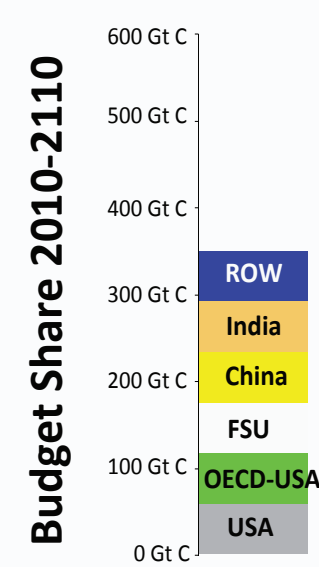 Budget Share 2010-2110
600 Gt C
500 Gt C
400 Gt C
300 Gt C
200 Gt C
100 Gt C
0 Gt C
ROW
India
China
FSU
OECD-USA
USA